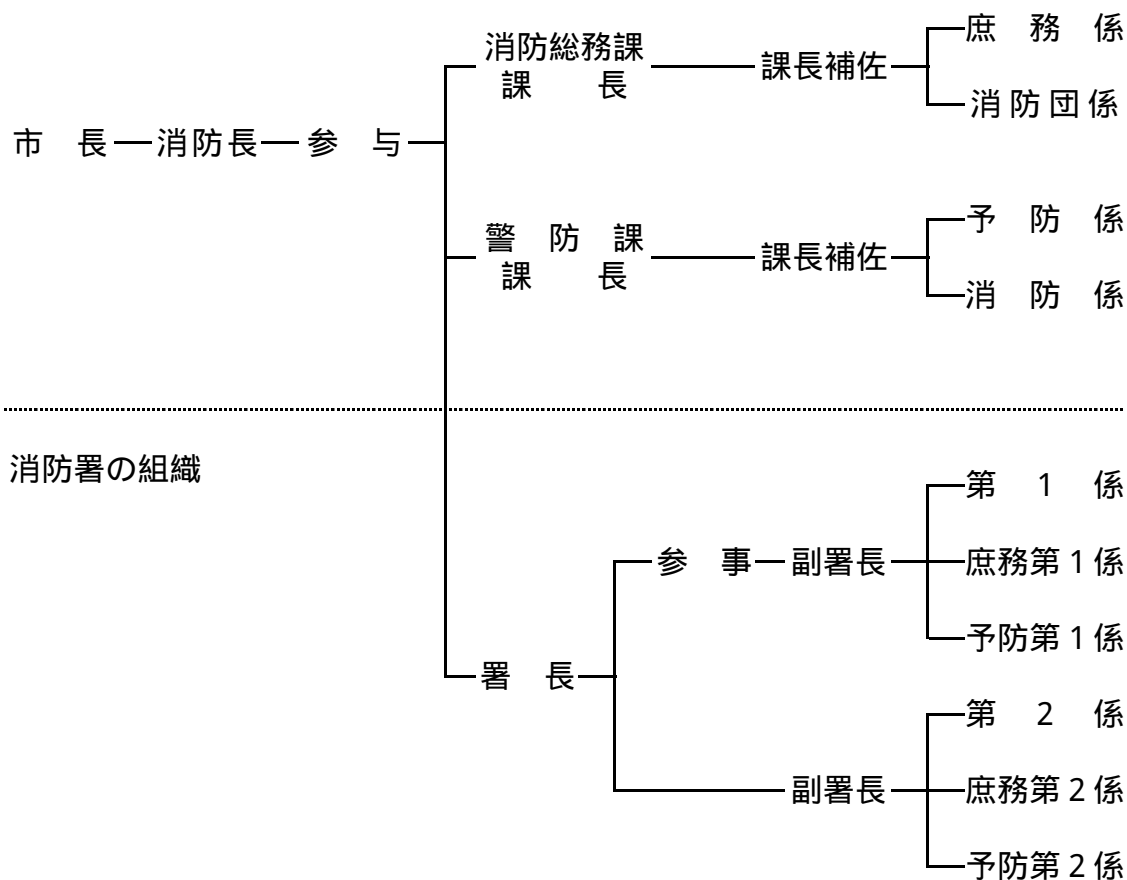 庶務係
消防総務課
課長
課長補佐
消防団係
市長
消防長
参与
予防係
警防課
課長
課長補佐
消防係
消防署の組織
第1係
参事
副署長
庶務第1係
予防第1係
署長
第2係
副署長
庶務第2係
予防第2係